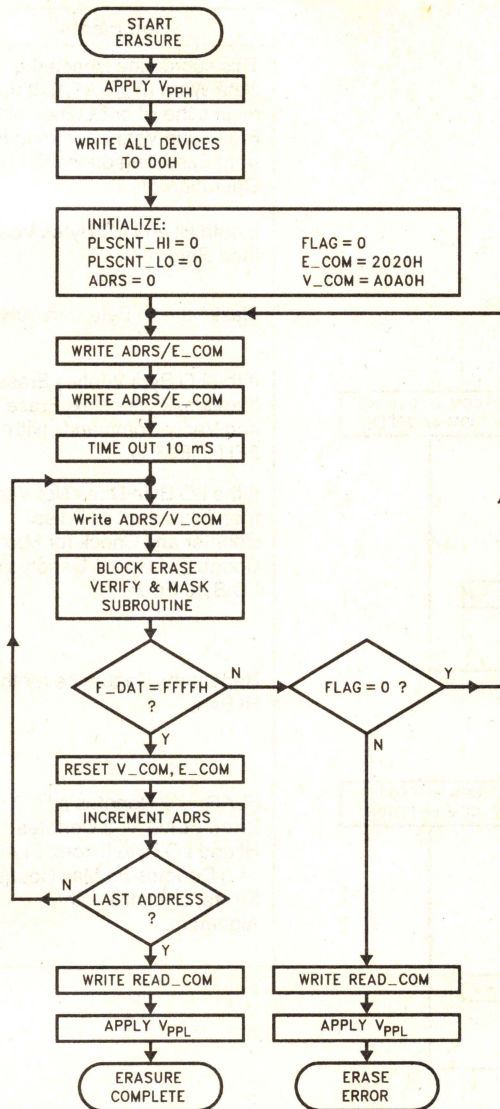 START
ERASURE
APPLY VPPH
WRITE ALL DEVICES
TO 00H
INITIALIZE:
PLSCNT_HI = 0
PLSCNT_LO = 0
ADRS = 0
FLAG = 0
E_COM = 2020H
V_COM = A0A0H
WRITE ADRS/E_COM
WRITE ADRS/E_COM
TIME OUT 10 mS
Write ADRS/V_COM
BLOCK ERASE
VERIFY & MASK
SUBROUTINE
F_DAT = FFFFH
?
N
Y
FLAG = 0 ?
Y
N
RESET V_COM, E_COM
INCREMENT ADRS
LAST ADDRESS
?
N
Y
WRITE READ_COM
APPLY VPPL
ERASURE
COMPLETE
WRITE READ_COM
APPLY VPPL
ERASE
ERROR